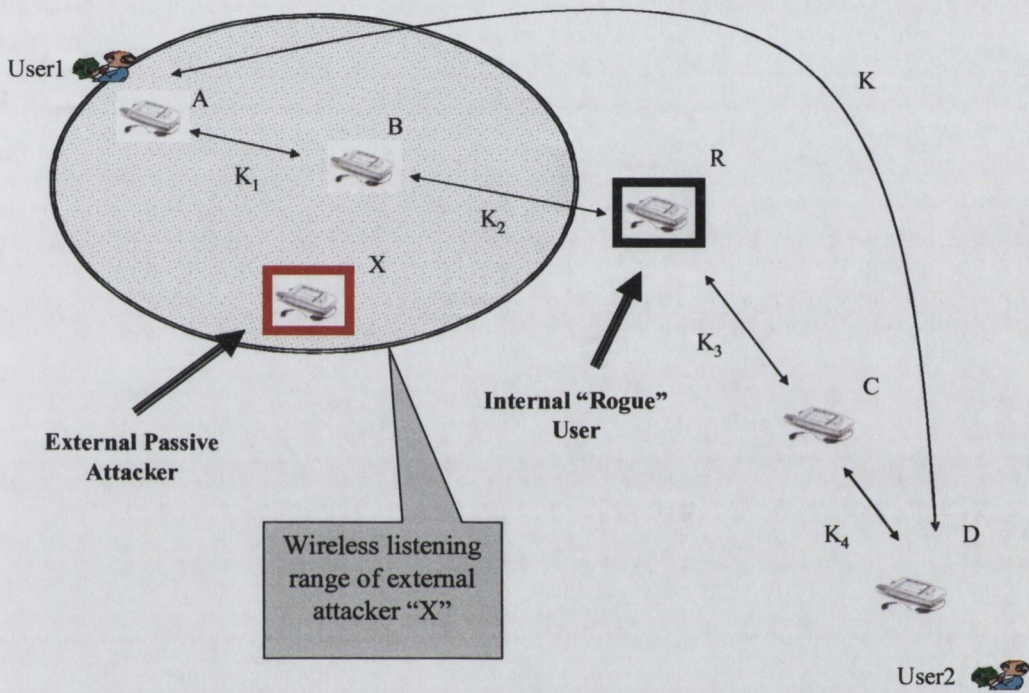 User1
A
B
K
R
K₁
K₂
X
K₃
C
Internal “Rogue”
User
External Passive
Attacker
Wireless listening
range of external
attacker “X”
K₄
D
User2